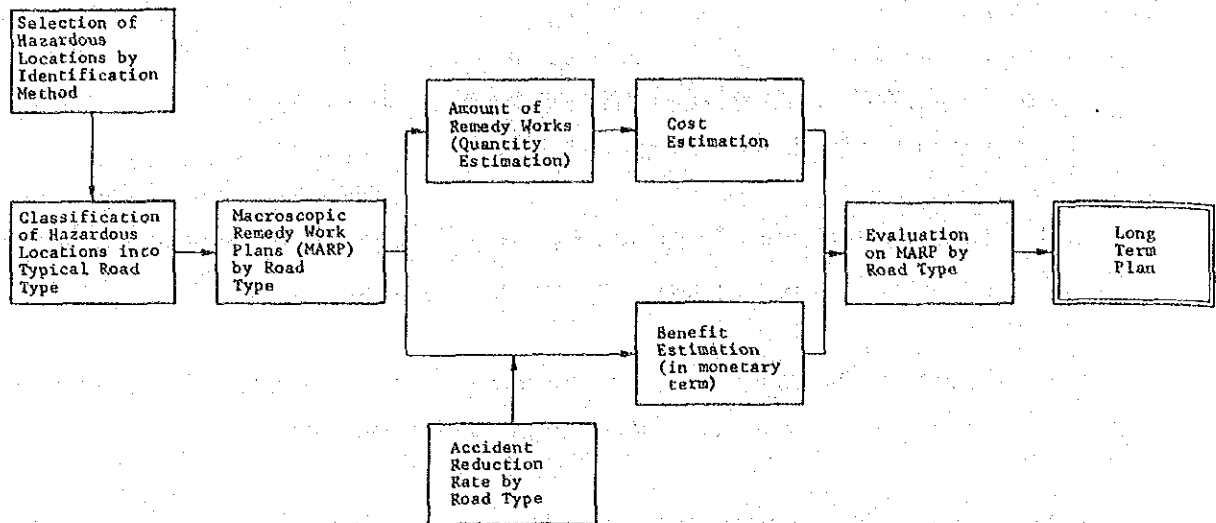 Selection of
Hazardous
Locations by
Identification
Method
Amount of
Remedy Works
(Quantity
Estimation)
Cost
Estimation
Classification
of Hazardous
Locations into
Typical Road
Type
Macroscopic
Remedy Work
Plans (MARP)
by Road
Type
Evaluation
on MARP by
Road Type
Long
Term
Plan
Benefit
Estimation
(in monetary
term)
Accident
Reduction
Rate by
Road Type